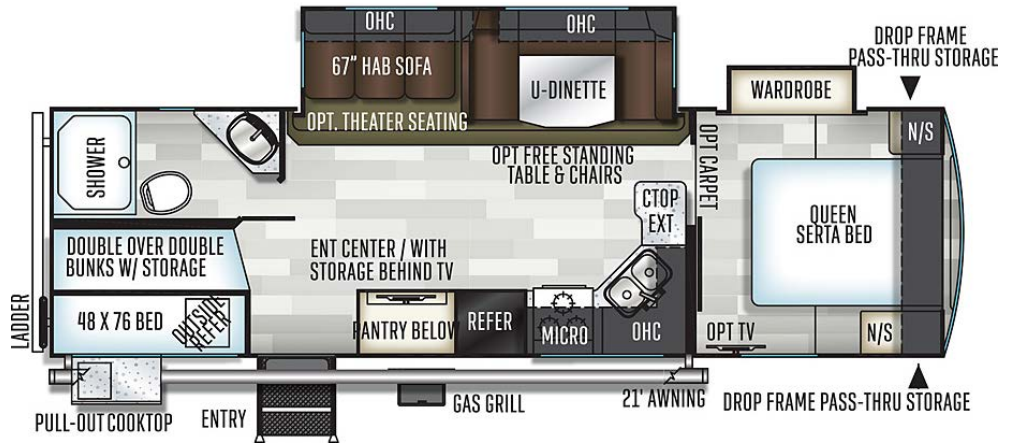 OHC
OHC
67" HAB SOFA
U-DINETTE
OPT. THEATER SEATING
DROP FRAME
PASS-THRU STORAGE
WARDROBE
N/S
SHOWER
OPT FREE STANDING
TABLE & CHAIRS
OPT CARPET
CTOP
EXT
QUEEN
SERTA BED
DOUBLE OVER DOUBLE
BUNKS W/ STORAGE
ENT CENTER / WITH
STORAGE BEHIND TV
LADDER
48 X 76 BED
OUTSIDE
REFER
PANTRY BELOW
REFER
MICRO
OHC
OPT TV
N/S
PULL-OUT COOKTOP
ENTRY
GAS GRILL
21' AWNING
DROP FRAME PASS-THRU STORAGE